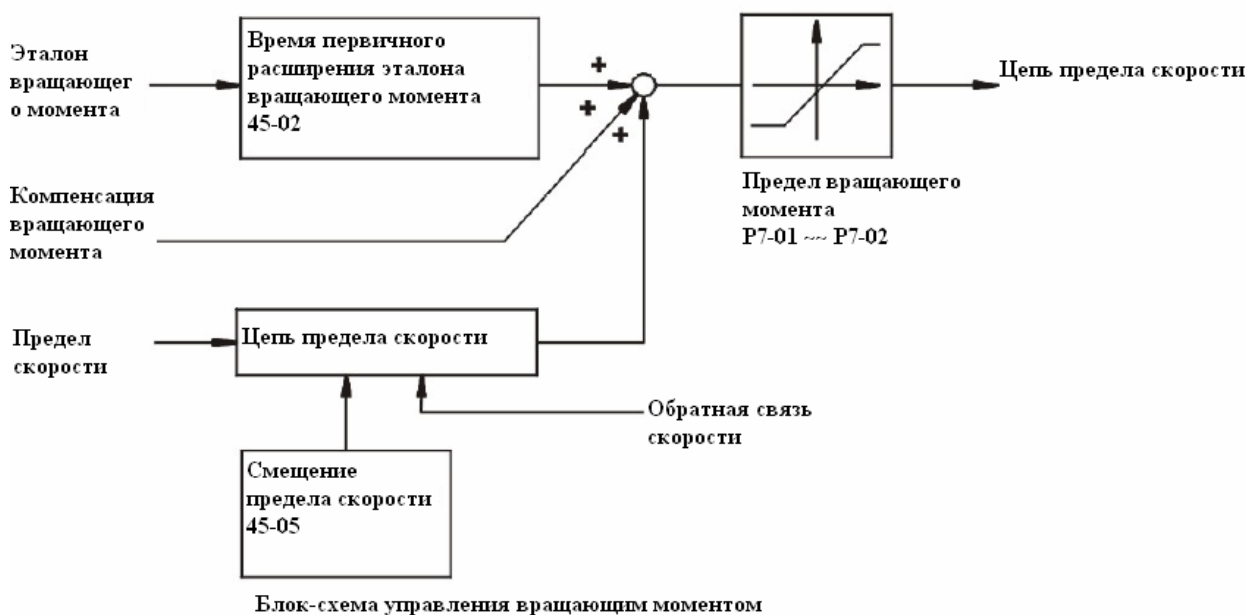 Эталон
вращающег
о момента
Время первичного
расширения эталона
вращающего момента
45-02
+
+
+
Цепь предела скорости
Компенсация
вращающего
момента
Предел вращающего
момента
P7-01 ~~ P7-02
Предел
скорости
Цепь предела скорости
Обратная связь
скорости
Смещение
предела скорости
45-05
Блок-схема управления вращающим моментом